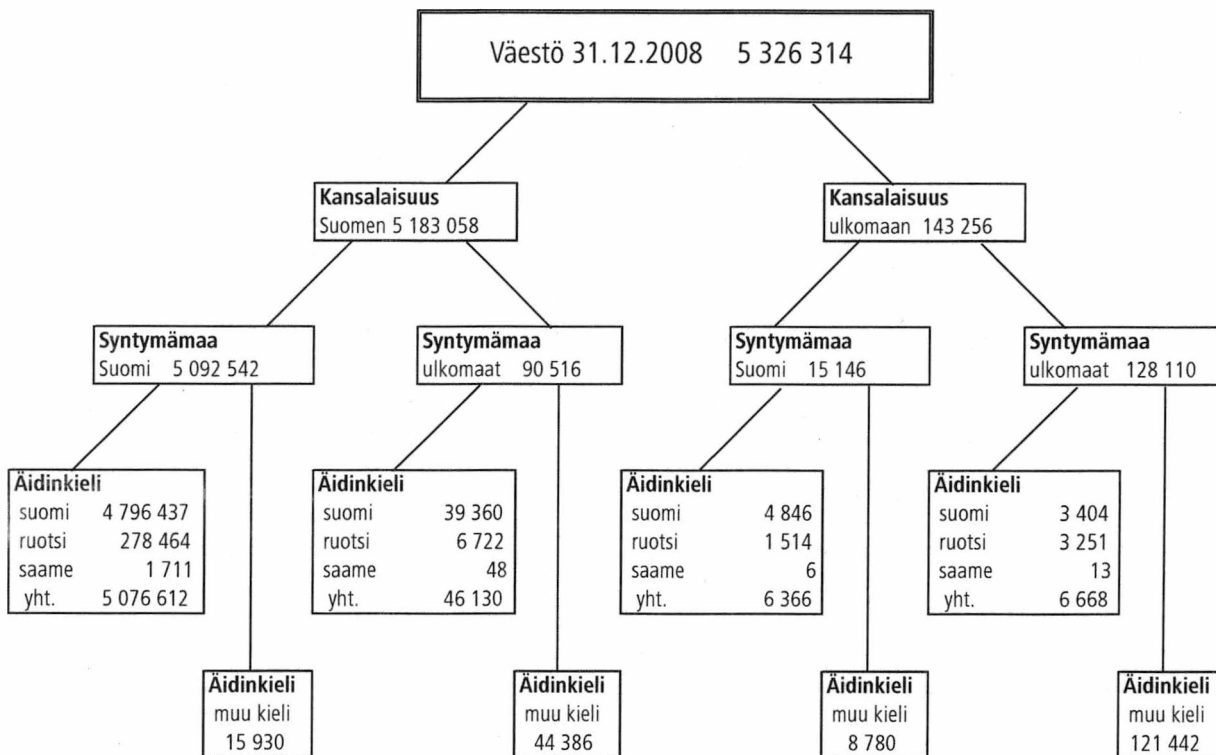 Väestö 31.12.2008 5 326 314
Kansalaisuus
Suomen 5 183 058
Kansalaisuus
ulkomaan 143 256
Syntymämaa
Suomi 5 092 542
Syntymämaa
ulkomaat 90 516
Syntymämaa
Suomi 15 146
Syntymämaa
ulkomaat 128 110
Äidinkieli
suomi 4 796 437
ruotsi 278 464
saame 1 711
yht. 5 076 612
Äidinkieli
suomi 39 360
ruotsi 6 722
saame 48
yht. 46 130
Äidinkieli
suomi 4 846
ruotsi 1 514
saame 6
yht. 6 366
Äidinkieli
suomi 3 404
ruotsi 3 251
saame 13
yht. 6 668
Äidinkieli
muu kieli
15 930
Äidinkieli
muu kieli
44 386
Äidinkieli
muu kieli
8 780
Äidinkieli
muu kieli
121 442